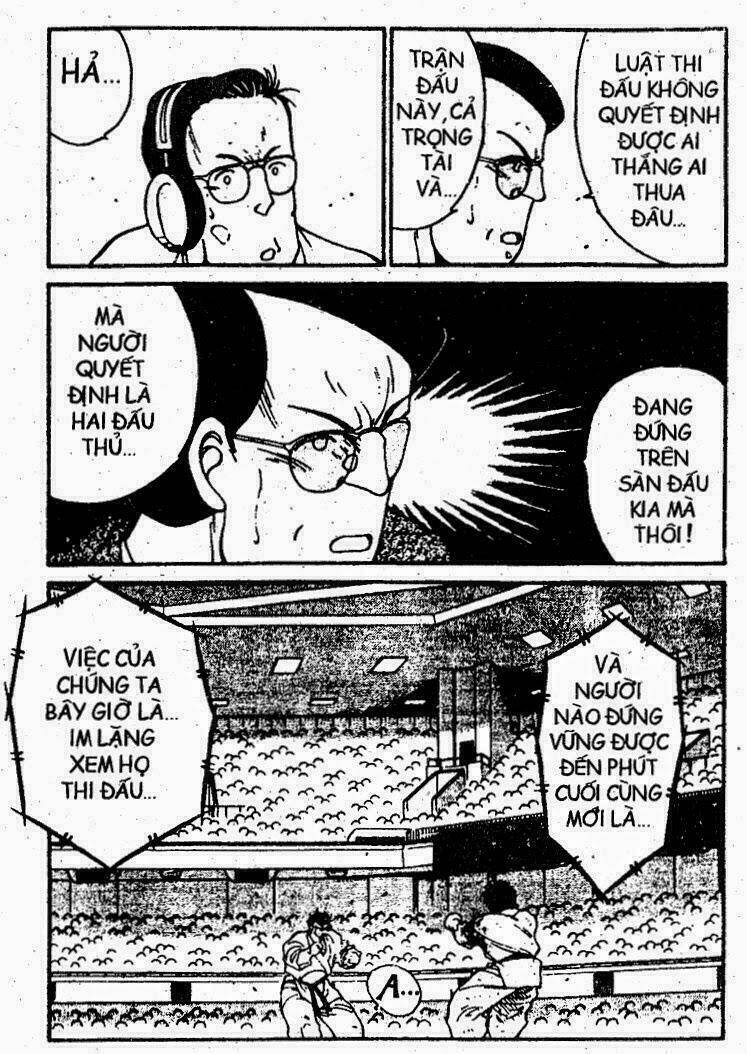 HẢ...
TRẬN
ĐẤU
NÀY, CẢ
TRỌNG
TÀI
VÀ...
LUẬT THI
ĐẤU KHÔNG
QUYẾT ĐỊNH
ĐƯỢC AI
THẮNG AI
THUA
ĐÂU...
MÀ
NGƯỜI
QUYẾT
ĐỊNH LÀ
HAI ĐẤU
THỦ...
ĐANG
ĐỨNG
TRÊN
SÀN ĐẤU
KIA MÀ
THÔI!
VIỆC CỦA
CHÚNG TA
BÂY GIỜ LÀ...
IM LẶNG
XEM HỌ
THI ĐẤU...
VÀ
NGƯỜI
NÀO ĐỨNG
VỮNG ĐƯỢC
ĐẾN PHÚT
CUỐI CÙNG
MỚI LÀ...
A...